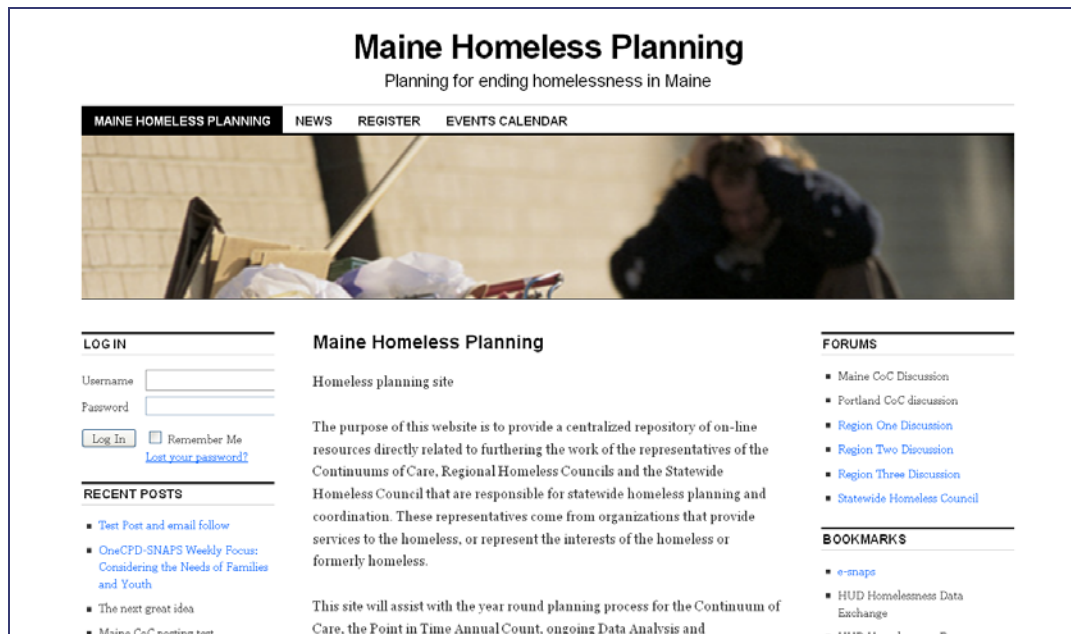 Maine Homeless Planning
Planning for ending homelessness in Maine
MAINE HOMELESS PLANNING NEWS REGISTER EVENTS CALENDAR
LOG IN
Username
Password
Log In Remember Me
Lost your password?
RECENT POSTS
Test Post and email follow
OneCPD-SNAPS Weekly Focus:
Considering the Needs of Families
and Youth
The next great idea
Maine CoC posting test
Maine Homeless Planning
Homeless planning site
The purpose of this website is to provide a centralized repository of on-line
resources directly related to furthering the work of the representatives of the
Continuums of Care, Regional Homeless Councils and the Statewide
Homeless Council that are responsible for statewide homeless planning and
coordination. These representatives come from organizations that provide
services to the homeless, or represent the interests of the homeless or
formerly homeless.
This site will assist with the year round planning process for the Continuum of
Care, the Point in Time Annual Count, ongoing Data Analysis and
FORUMS
Maine CoC Discussion
Portland CoC discussion
Region One Discussion
Region Two Discussion
Region Three Discussion
Statewide Homeless Council
BOOKMARKS
e-snaps
HUD Homelessness Data
Exchange